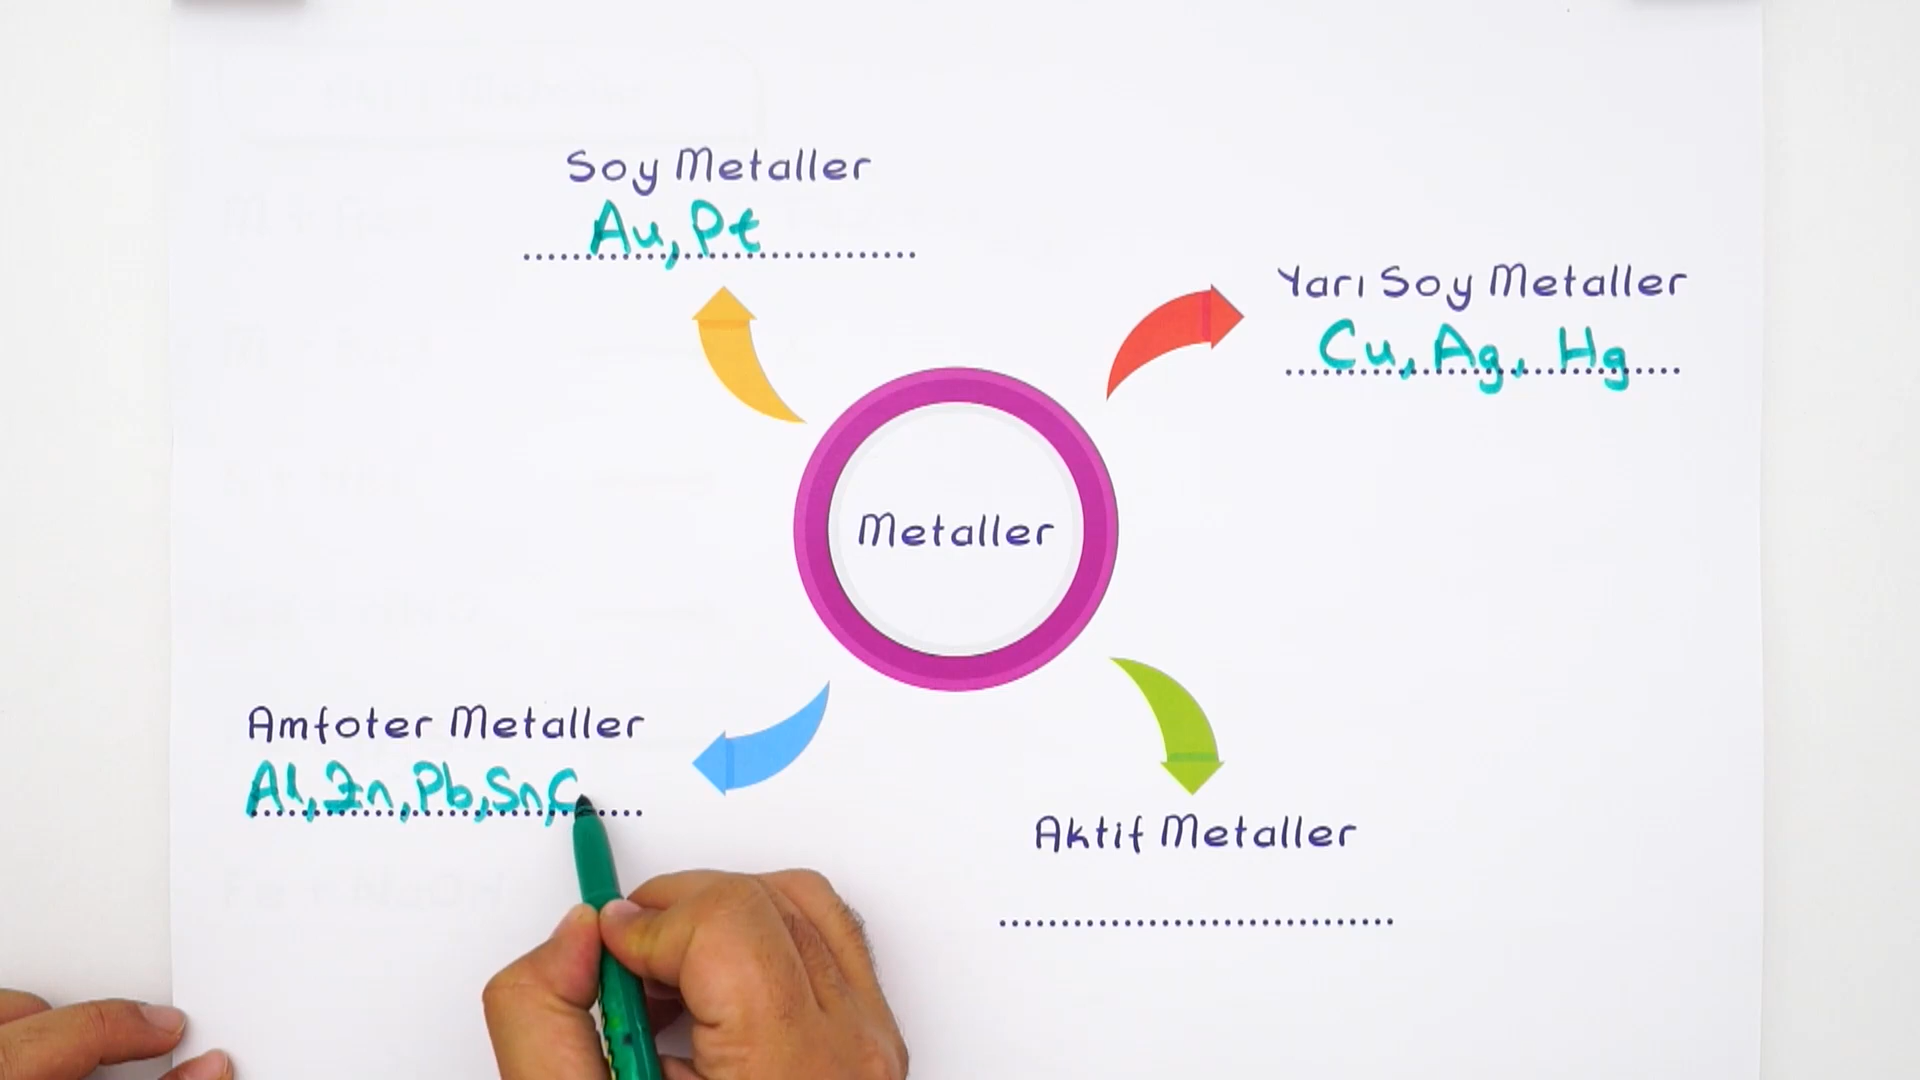 Soy Metaller
Au, Pt
Yarı Soy Metaller
Cu, Ag, Hg
Metaller
Amfoter Metaller
Al, Zn, Pb, Sn, C
Aktif Metaller